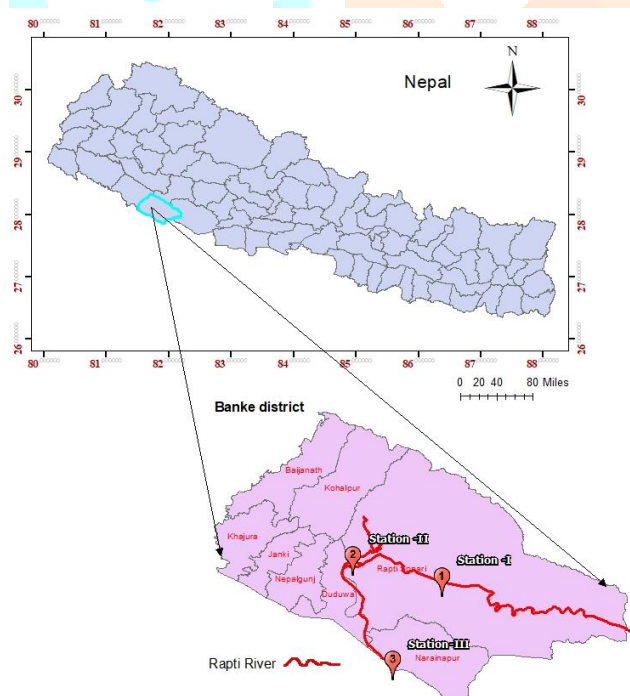 80 81 82 83 84 85 86 87 88
Nepal
N
30 30
29 29
28 28
27 27
26 26
80 81 82 83 84 85 86 87 88
0 20 40 80 Miles
Banke district
Baijanath
Kohalpur
Khajura
Station -II
Janki
2
Station -I
Rapti Sonari
1
Nepalgunj
Duduwa
Station-III
Rapti River
3
Narainapur